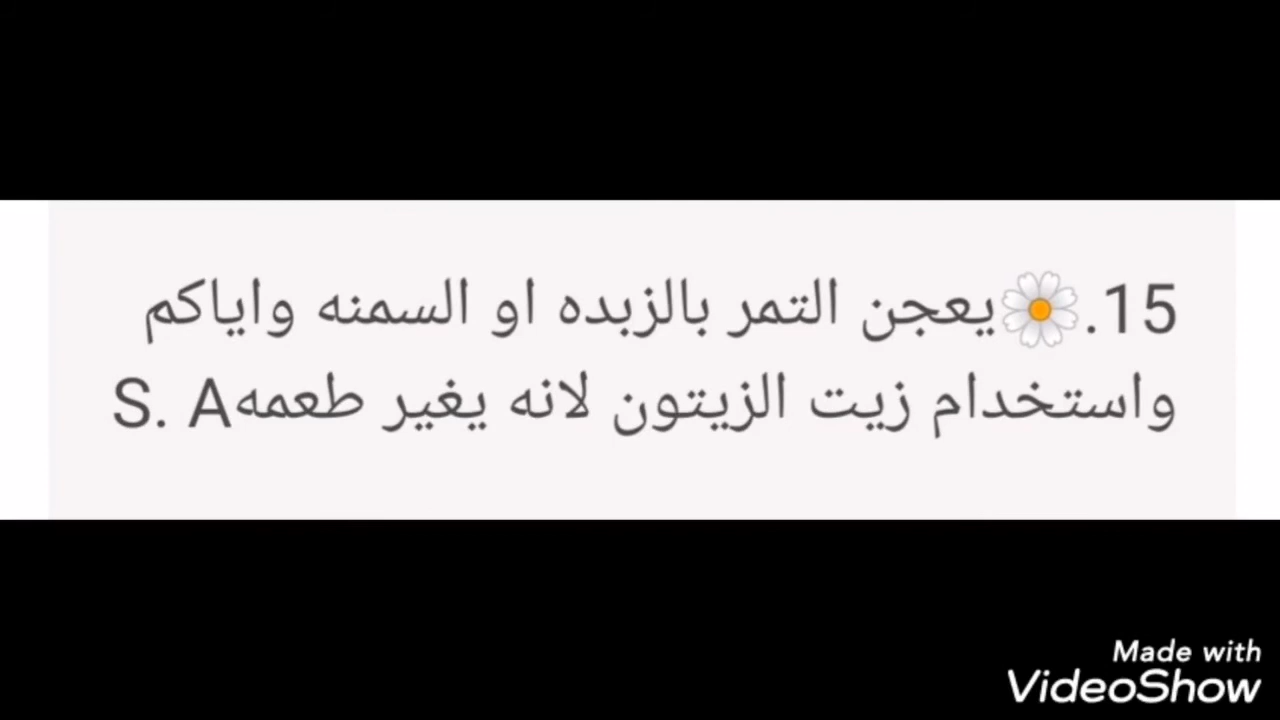 15.🌼يعجن التمر بالزبده او السمنه واياكم
واستخدام زيت الزيتون لانه يغير طعمهS. A
Made with
VideoShow